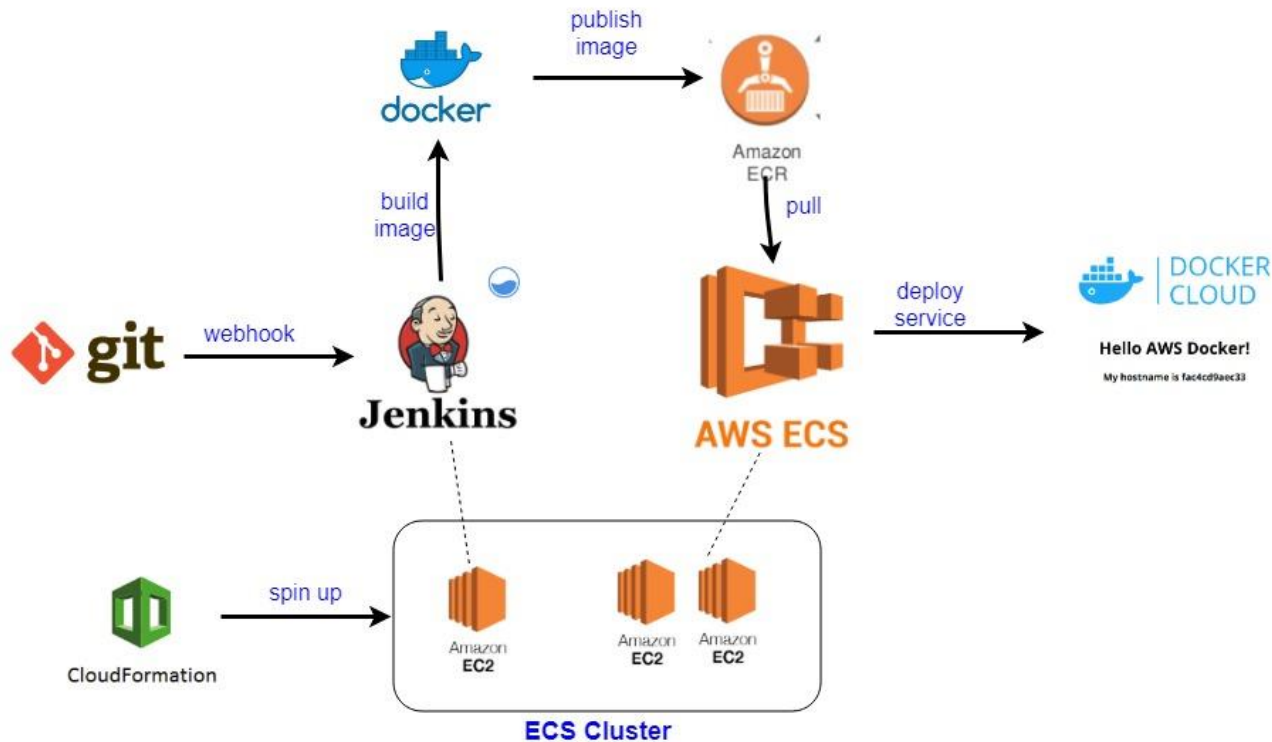 publish
image
docker
Amazon
ECR
build
image
pull
DOCKER
CLOUD
deploy
service
webhook
git
Hello AWS Docker!
My hostname is fac4cd9aec33
Jenkins
AWS ECS
spin up
Amazon
EC2
Amazon
EC2
Amazon
EC2
CloudFormation
ECS Cluster